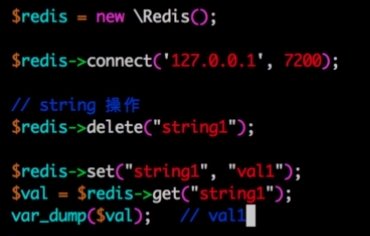 $redis = new \Redis();
$redis->connect('127.0.0.1', 7200);
// string 操作
$redis->delete("string1");
$redis->set("string1", "val1");
$val = $redis->get("string1");
var_dump($val);   // val1